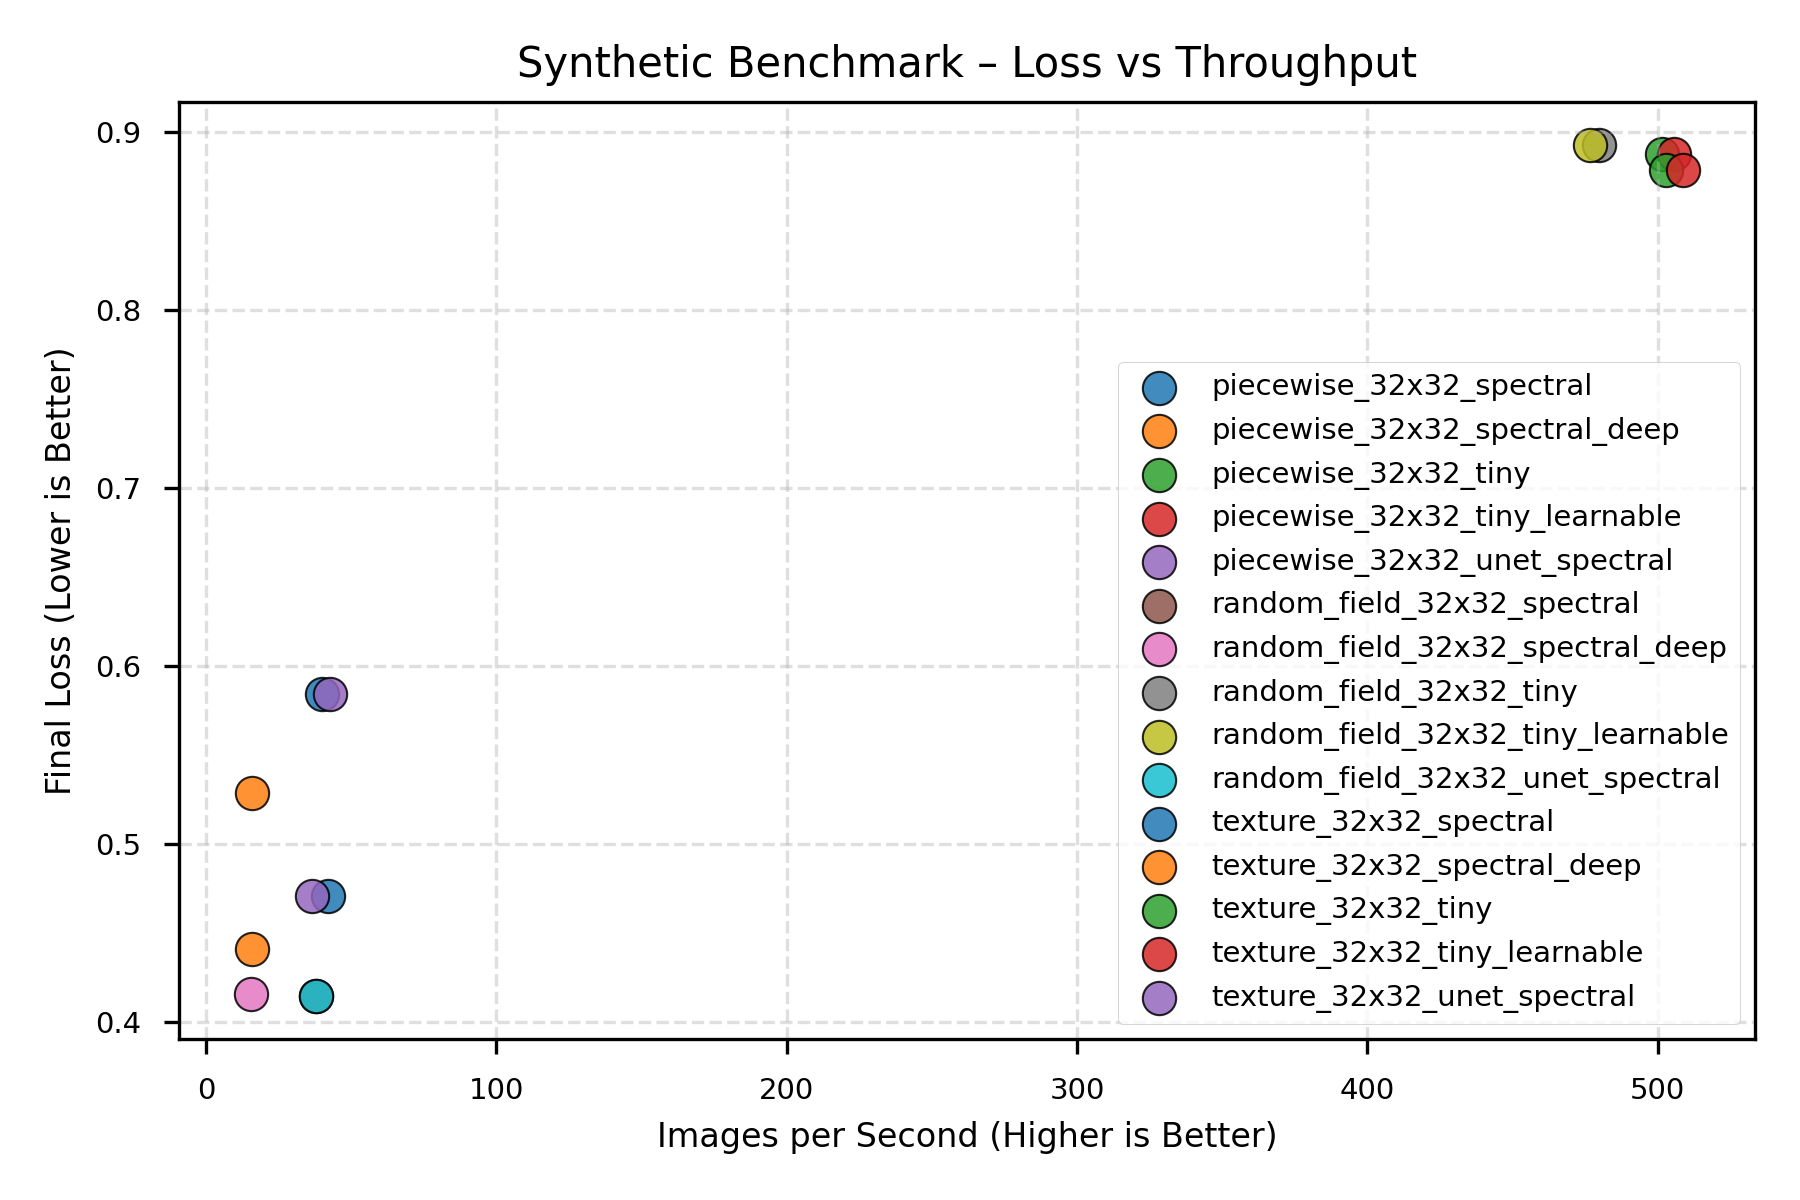 Synthetic Benchmark – Loss vs Throughput
0.9
0.8
0.7
0.6
0.5
0.4
Final Loss (Lower is Better)
piecewise_32x32_spectral
piecewise_32x32_spectral_deep
piecewise_32x32_tiny
piecewise_32x32_tiny_learnable
piecewise_32x32_unet_spectral
random_field_32x32_spectral
random_field_32x32_spectral_deep
random_field_32x32_tiny
random_field_32x32_tiny_learnable
random_field_32x32_unet_spectral
texture_32x32_spectral
texture_32x32_spectral_deep
texture_32x32_tiny
texture_32x32_tiny_learnable
texture_32x32_unet_spectral
0 100 200 300 400 500
Images per Second (Higher is Better)